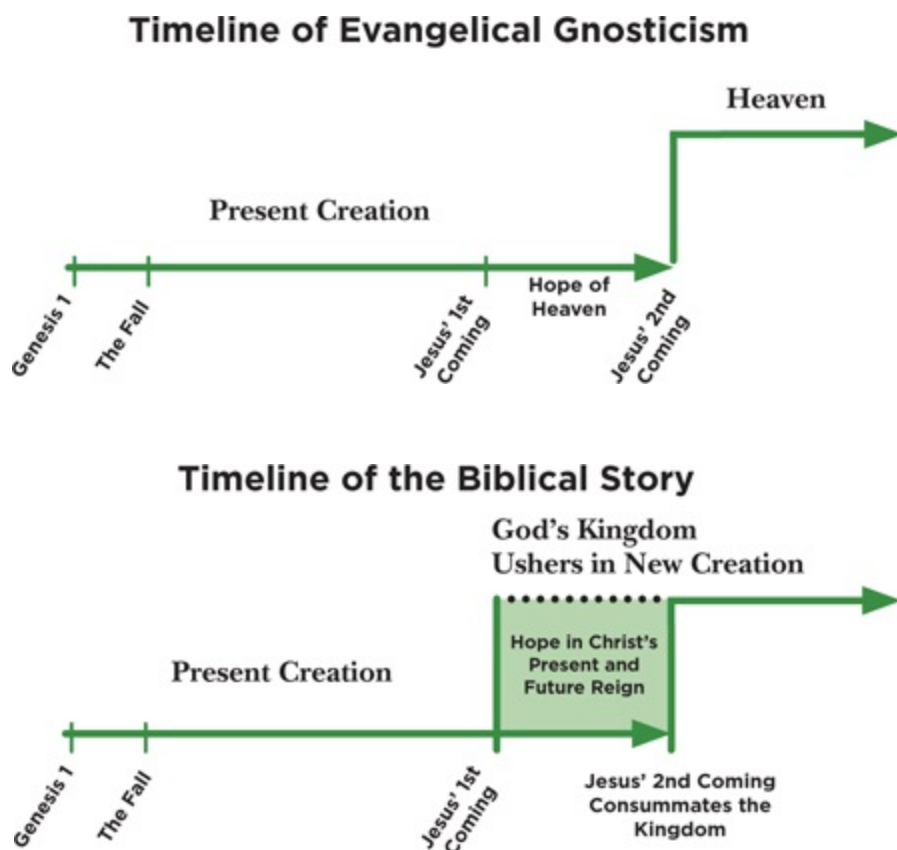 Timeline of Evangelical Gnosticism
Heaven
Present Creation
Genesis 1
The Fall
Jesus' 1st
Coming
Hope of
Heaven
Jesus' 2nd
Coming
Timeline of the Biblical Story
God's Kingdom
Ushers in New Creation
Hope in Christ's
Present and
Future Reign
Present Creation
Genesis 1
The Fall
Jesus' 1st
Coming
Jesus' 2nd Coming
Consummates the
Kingdom